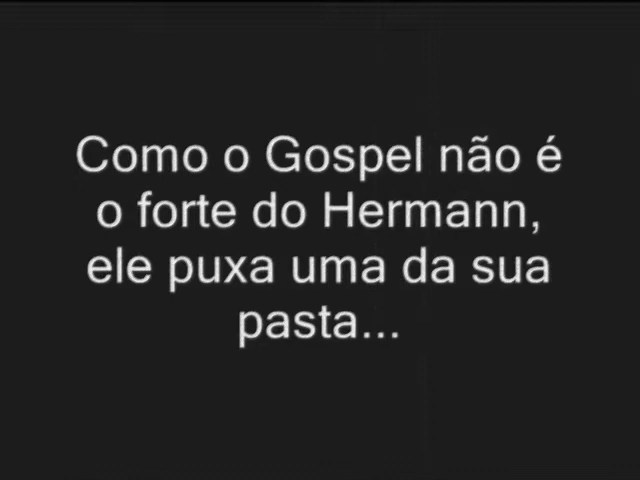 Como o Gospel não é
o forte do Hermann,
ele puxa uma da sua
pasta...